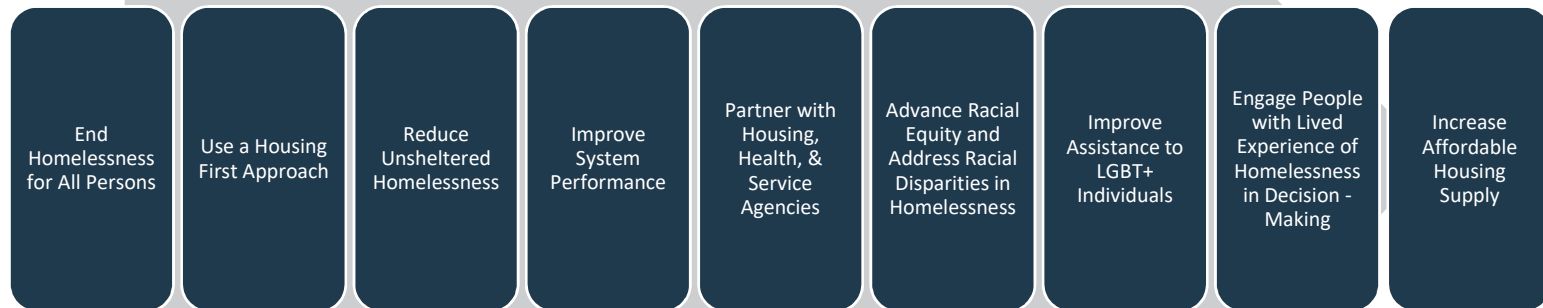 End
Homelessness
for All Persons
Use a Housing
First Approach
Reduce
Unsheltered
Homelessness
Improve
System
Performance
Partner with
Housing,
Health, &
Service
Agencies
Advance Racial
Equity and
Address Racial
Disparities in
Homelessness
Improve
Assistance to
LGBT+
Individuals
Engage People
with Lived
Experience of
Homelessness
in Decision -
Making
Increase
Affordable
Housing
Supply